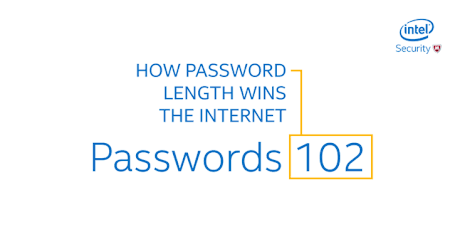 intel
Security
HOW PASSWORD
LENGTH WINS
THE INTERNET
Passwords 102